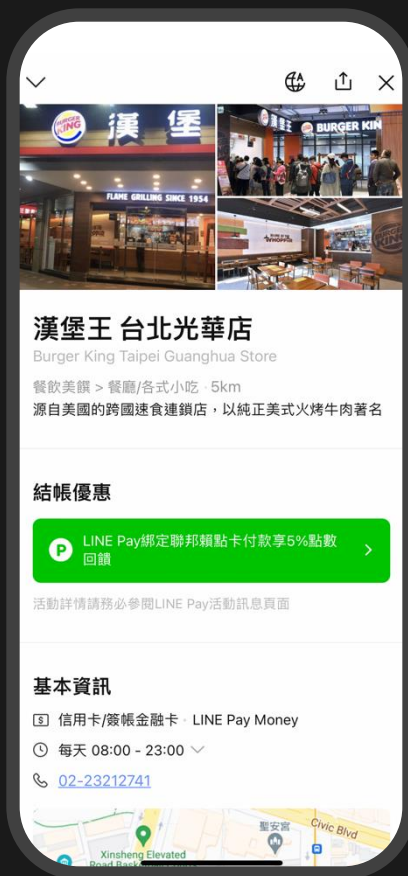 BURGER KING
漢堡
FLAME GRILLING SINCE 1954
漢堡王 BURGER KIN
WHOPPER
漢堡王 台北光華店
Burger King Taipei Guanghua Store
餐飲美饌 > 餐廳/各式小吃 · 5km
源自美國的跨國速食連鎖店，以純正美式火烤牛肉著名
結帳優惠
P
LINE Pay綁定聯邦賴點卡付款享5%點數
回饋
活動詳情請務必參閱LINE Pay活動訊息頁面
基本資訊
信用卡/簽帳金融卡 · LINE Pay Money
每天 08:00 - 23:00
02-23212741
聖安宮
Civic Blvd
Xinsheng Elevated
Road Bask